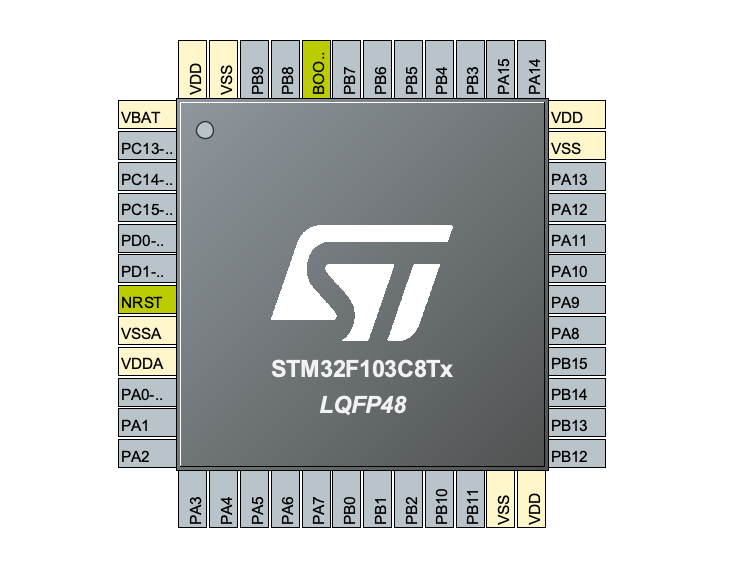 VDD
VSS
PB9
PB8
BOO..
PB7
PB6
PB5
PB4
PB3
PA15
PA14
VBAT
PC13-..
PC14-..
PC15-..
PD0-..
PD1-..
NRST
VSSA
VDDA
PA0-..
PA1
PA2
ST
STM32F103C8Tx
LQFP48
VDD
VSS
PA13
PA12
PA11
PA10
PA9
PA8
PB15
PB14
PB13
PB12
PA3
PA4
PA5
PA6
PA7
PB0
PB1
PB2
PB10
PB11
VSS
VDD